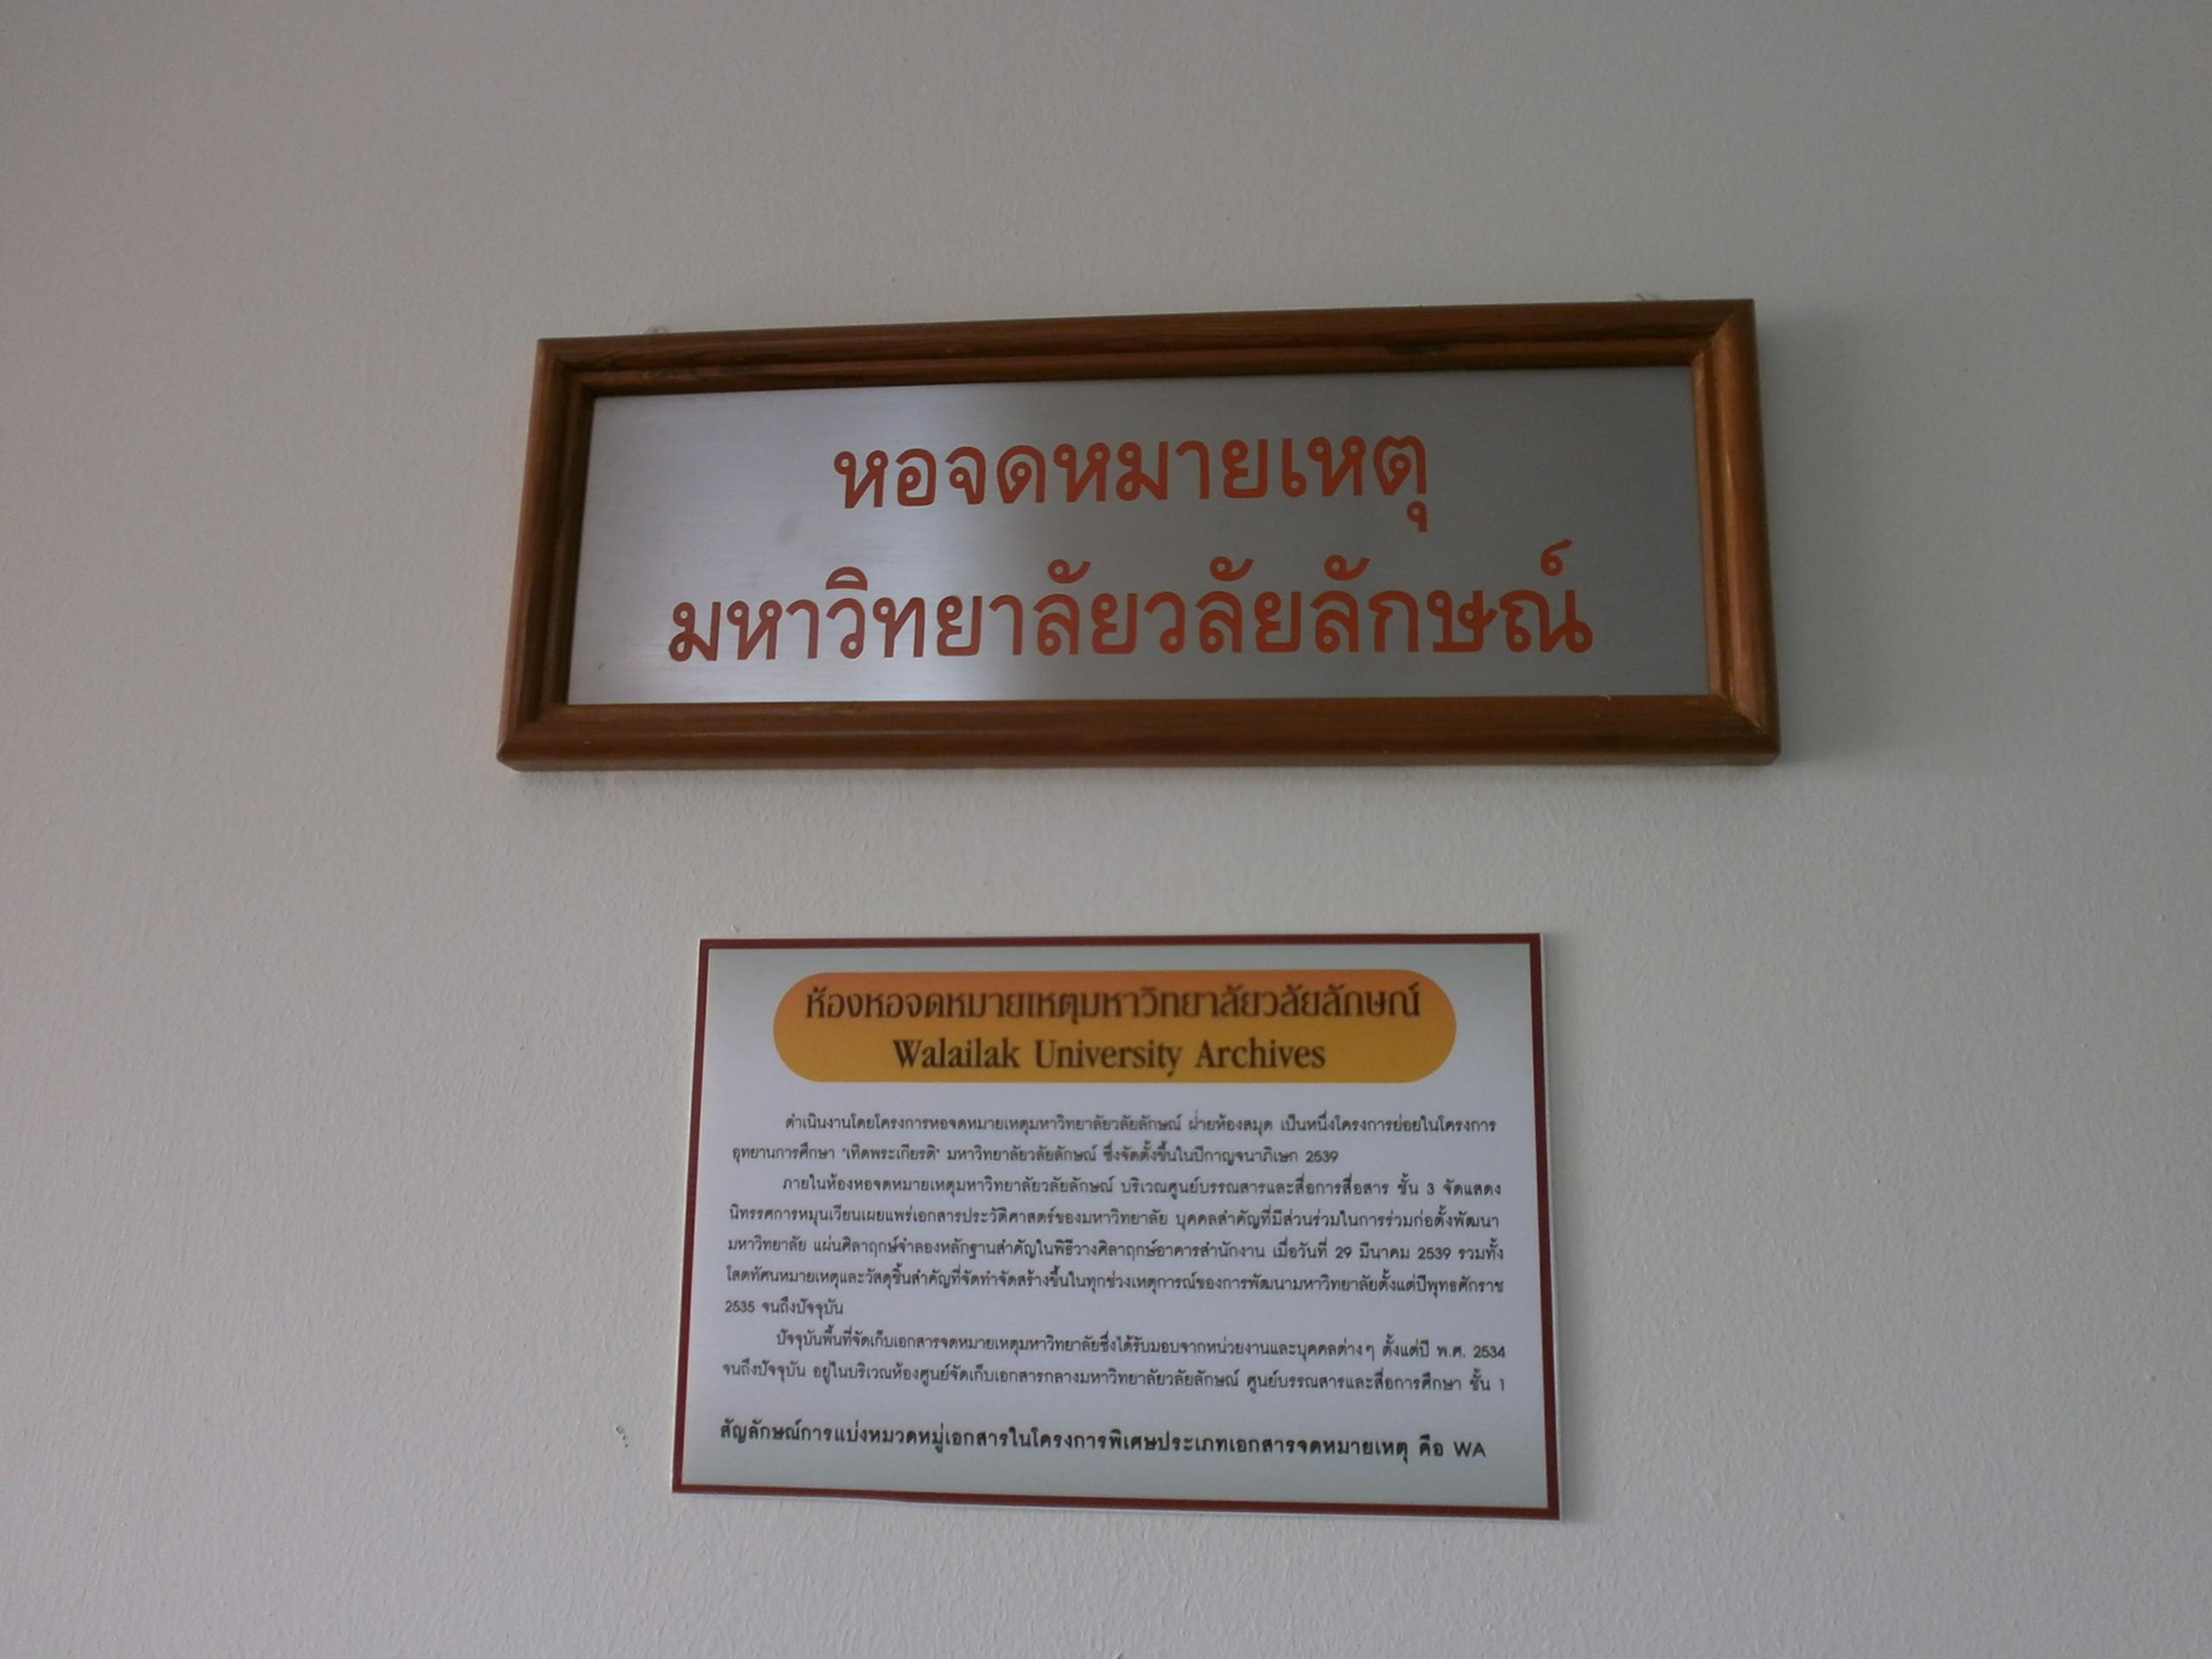 หอจดหมายเหตุ
มหาวิทยาลัยวลัยลักษณ์
ห้องหอจดหมายเหตุมหาวิทยาลัยวลัยลักษณ์
Walailak University Archives
ดำเนินงานโดยโครงการหอจดหมายเหตุมหาวิทยาลัยวลัยลักษณ์ ฝ่ายห้องสมุด เป็นหนึ่งโครงการย่อยในโครงการ
อุทยานการศึกษา "เทิดพระเกียรติ" มหาวิทยาลัยวลัยลักษณ์ ซึ่งจัดตั้งขึ้นในปีกาญจนาภิเษก 2539
ภายในห้องหอจดหมายเหตุมหาวิทยาลัยวลัยลักษณ์ บริเวณศูนย์บรรณสารและสื่อการสื่อสาร ชั้น 3 จัดแสดง
นิทรรศการหมุนเวียนเผยแพร่เอกสารประวัติศาสตร์ของมหาวิทยาลัย บุคคลสำคัญที่มีส่วนร่วมในการร่วมก่อตั้งพัฒนา
มหาวิทยาลัย แผ่นศิลาฤกษ์จำลองหลักฐานสำคัญในพิธีวางศิลาฤกษ์อาคารสำนักงาน เมื่อวันที่ 29 มีนาคม 2539 รวมทั้ง
โสตทัศนหมายเหตุและวัสดุชิ้นสำคัญที่จัดทำจัดสร้างขึ้นในทุกช่วงเหตุการณ์ของการพัฒนามหาวิทยาลัยตั้งแต่ปีพุทธศักราช
2535 จนถึงปัจจุบัน
ปัจจุบันพื้นที่จัดเก็บเอกสารจดหมายเหตุมหาวิทยาลัยซึ่งได้รับมอบจากหน่วยงานและบุคคลต่างๆ ตั้งแต่ปี พ.ศ. 2534
จนถึงปัจจุบัน อยู่ในบริเวณห้องศูนย์จัดเก็บเอกสารกลางมหาวิทยาลัยวลัยลักษณ์ ศูนย์บรรณสารและสื่อการศึกษา ชั้น 1
สัญลักษณ์การแบ่งหมวดหมู่เอกสารในโครงการพิเศษประเภทเอกสารจดหมายเหตุ คือ WA